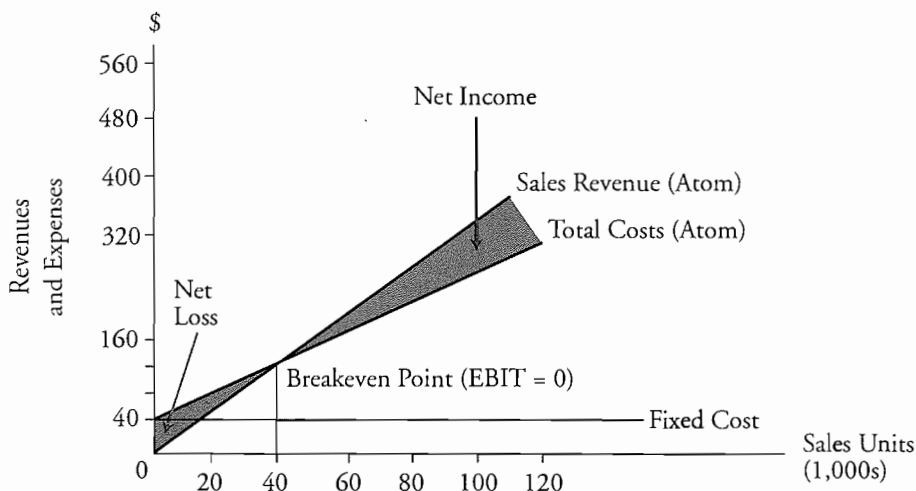 $
560
480
400
320
160
40
0
Revenues
and Expenses
Net Income
Sales Revenue (Atom)
Total Costs (Atom)
Net
Loss
Breakeven Point (EBIT = 0)
Fixed Cost
20 40 60 80 100 120
Sales Units
(1,000s)